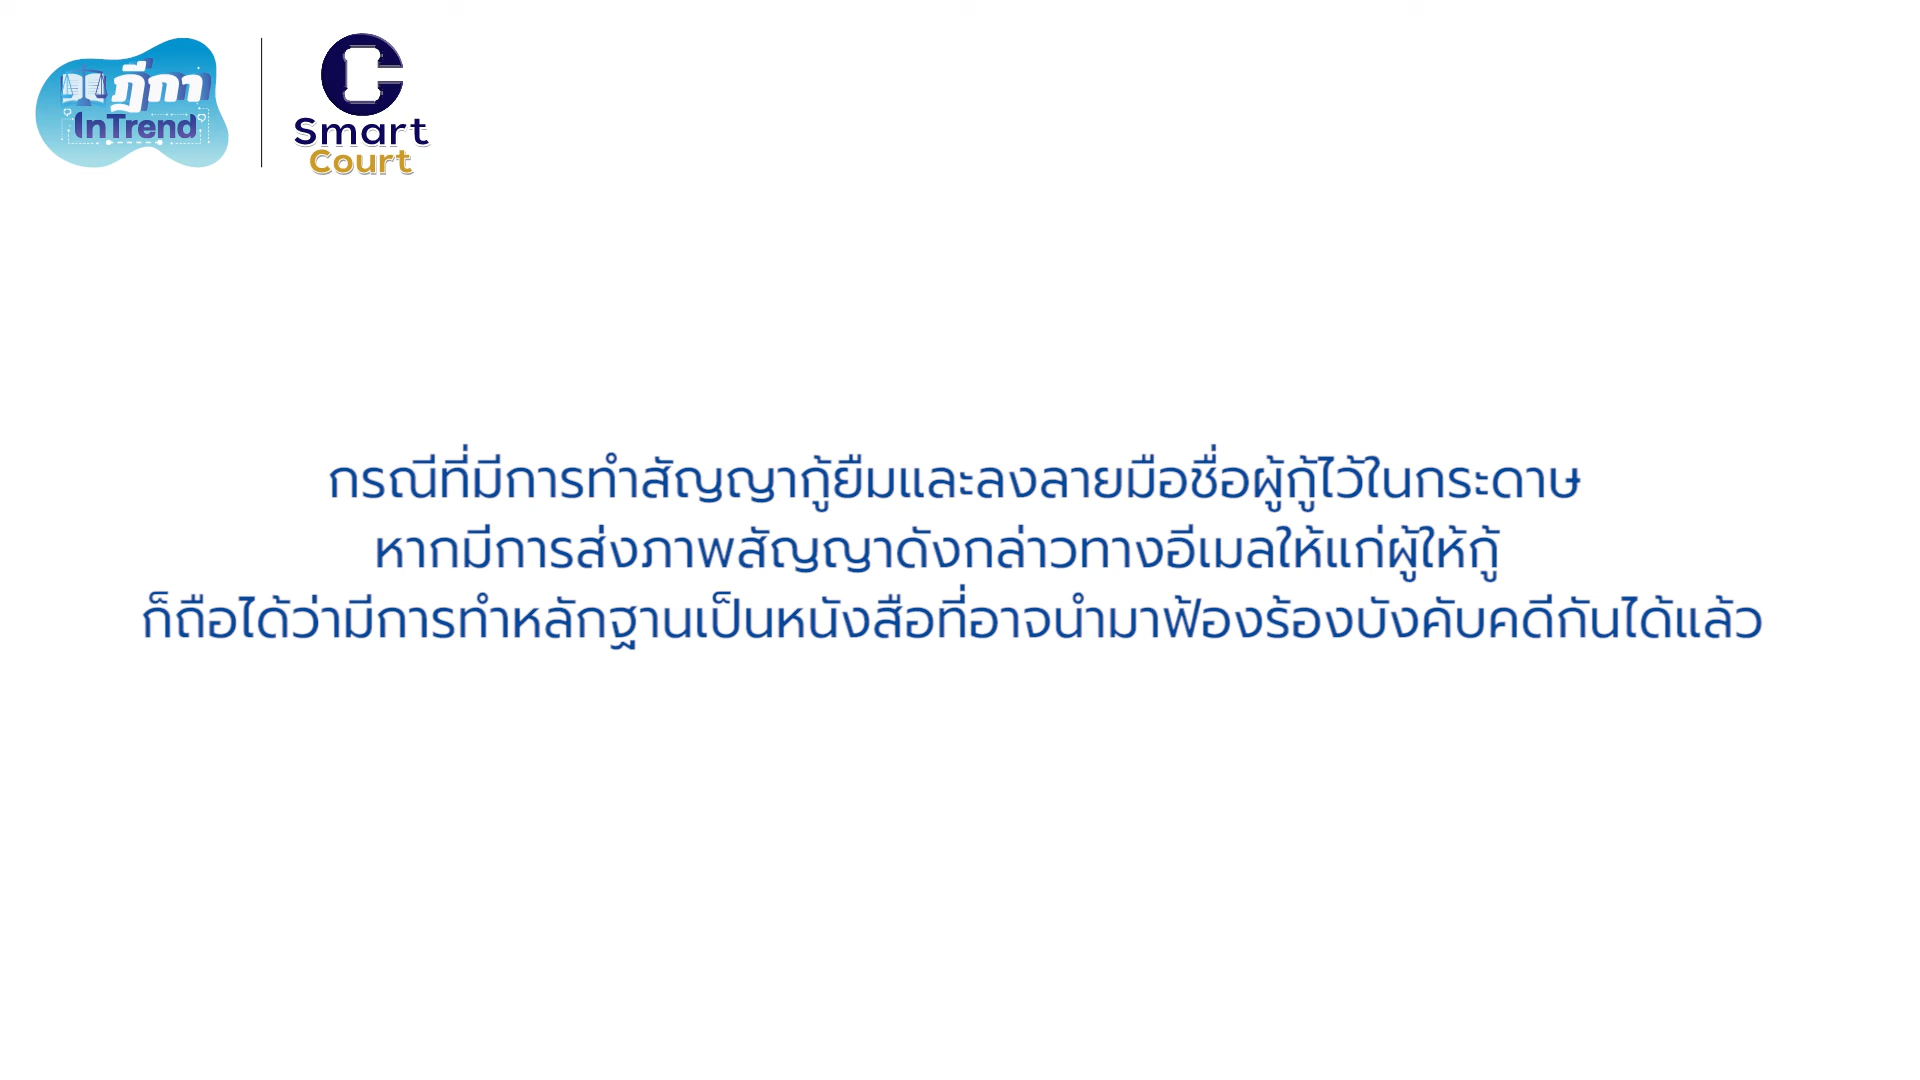 ฎีกา
InTrend
Smart
Court
กรณีที่มีการทำสัญญากู้ยืมและลงลายมือชื่อผู้กู้ไว้ในกระดาษ
หากมีการส่งภาพสัญญาดังกล่าวทางอีเมลให้แก่ผู้ให้กู้
ก็ถือได้ว่ามีการทำหลักฐานเป็นหนังสือที่อาจนำมาฟ้องร้องบังคับคดีกันได้แล้ว